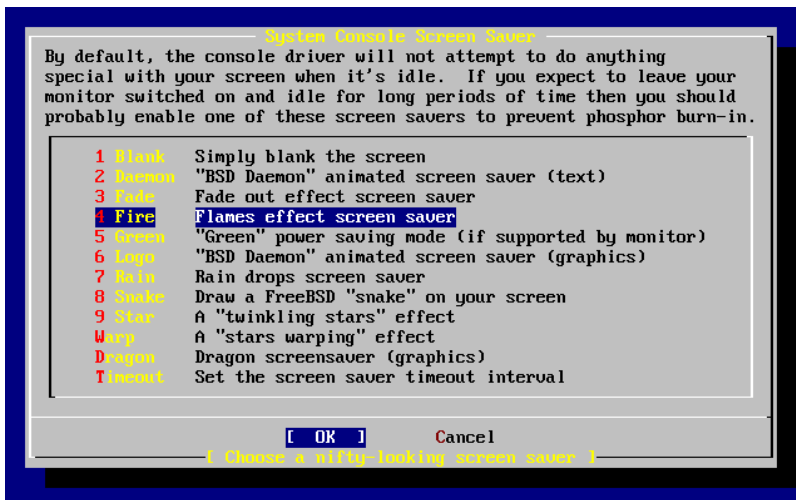 System Console Screen Saver
By default, the console driver will not attempt to do anything
special with your screen when it's idle.  If you expect to leave your
monitor switched on and idle for long periods of time then you should
probably enable one of these screen savers to prevent phosphor burn-in.
1 Blank    Simply blank the screen
2 Daemon   "BSD Daemon" animated screen saver (text)
3 Fade     Fade out effect screen saver
4 Fire     Flames effect screen saver
5 Green    "Green" power saving mode (if supported by monitor)
6 Logo     "BSD Daemon" animated screen saver (graphics)
7 Rain     Rain drops screen saver
8 Snake    Draw a FreeBSD "snake" on your screen
9 Star     A "twinkling stars" effect
Warp       A "stars warping" effect
Dragon     Dragon screensaver (graphics)
Timeout    Set the screen saver timeout interval
[  OK  ]       Cancel
[ Choose a nifty-looking screen saver ]